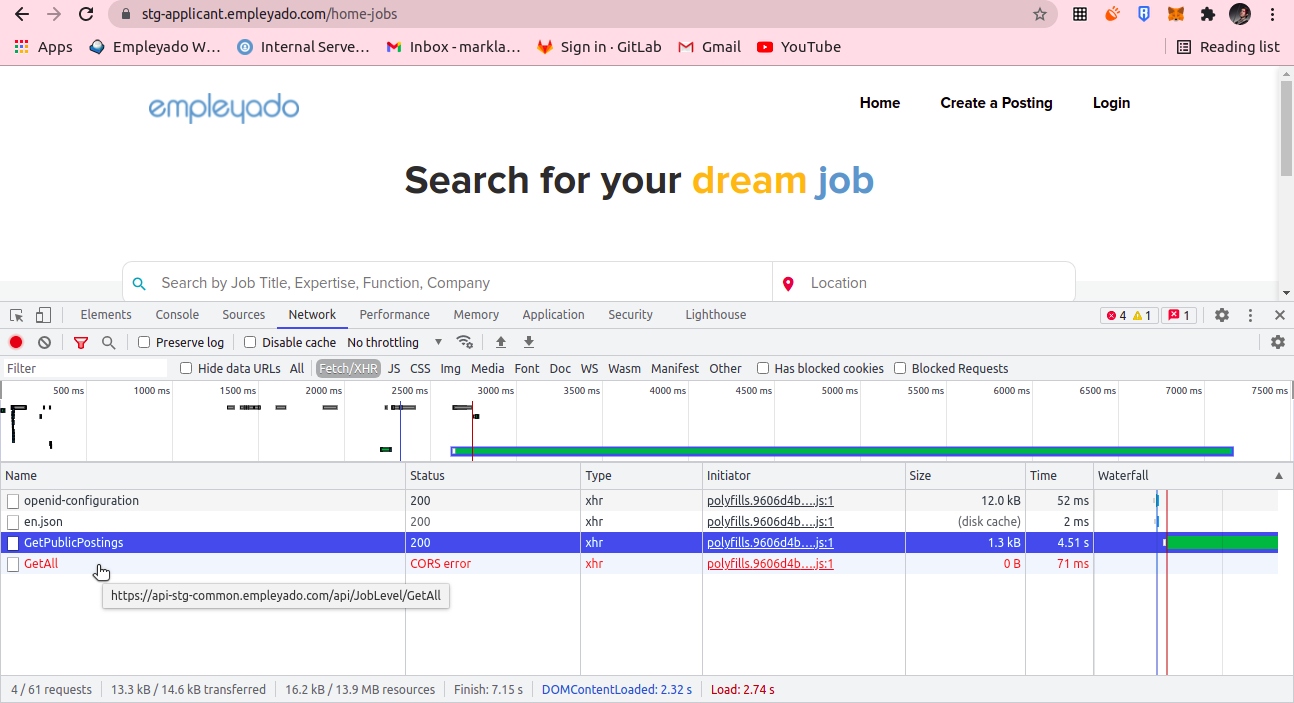 stg-applicant.empleyado.com/home-jobs
Apps Empleyado W... Internal Serve... Inbox - markla... Sign in · GitLab Gmail YouTube Reading list
empleyado Home Create a Posting Login
Search for your dream job
Search by Job Title, Expertise, Function, Company Location
Elements Console Sources Network Performance Memory Application Security Lighthouse 4 1 1
Preserve log Disable cache No throttling
Filter Hide data URLs All Fetch/XHR JS CSS Img Media Font Doc WS Wasm Manifest Other Has blocked cookies Blocked Requests
500 ms 1000 ms 1500 ms 2000 ms 2500 ms 3000 ms 3500 ms 4000 ms 4500 ms 5000 ms 5500 ms 6000 ms 6500 ms 7000 ms 7500 ms
Name Status Type Initiator Size Time Waterfall
openid-configuration 200 xhr polyfills.9606d4b....js:1 12.0 kB 52 ms
en.json 200 xhr polyfills.9606d4b....js:1 (disk cache) 2 ms
GetPublicPostings 200 xhr polyfills.9606d4b....js:1 1.3 kB 4.51 s
GetAll CORS error xhr polyfills.9606d4b....js:1 0 B 71 ms
https://api-stg-common.empleyado.com/api/JobLevel/GetAll
4 / 61 requests 13.3 kB / 14.6 kB transferred 16.2 kB / 13.9 MB resources Finish: 7.15 s DOMContentLoaded: 2.32 s Load: 2.74 s